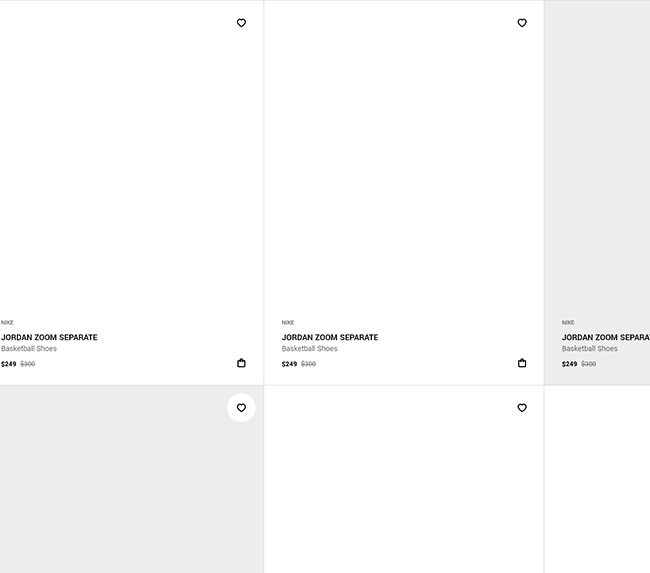 NIKE
JORDAN ZOOM SEPARATE
Basketball Shoes
$249 $300
NIKE
JORDAN ZOOM SEPARATE
Basketball Shoes
$249 $300
NIKE
JORDAN ZOOM SEPARA
Basketball Shoes
$249 $300